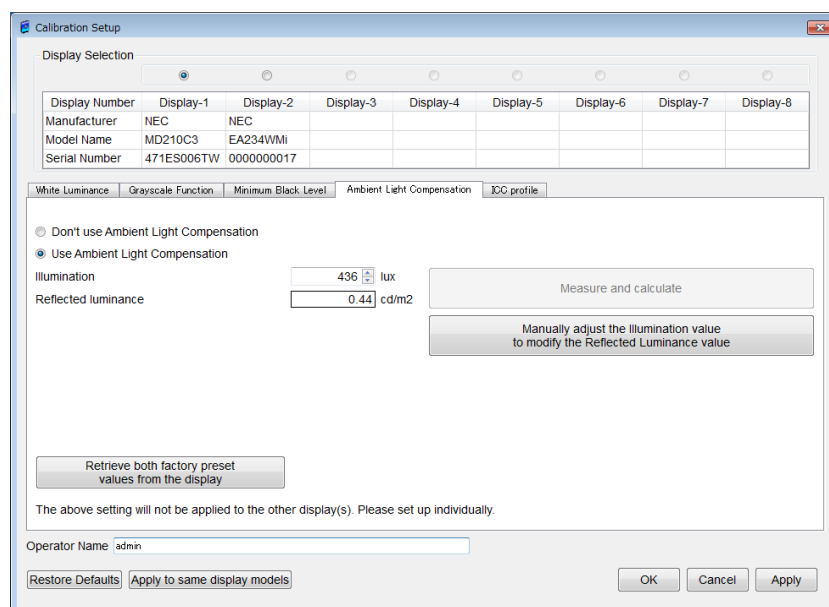 Calibration Setup
Display Selection
Display Number Display-1 Display-2 Display-3 Display-4 Display-5 Display-6 Display-7 Display-8
Manufacturer NEC NEC
Model Name MD210C3 EA234WMi
Serial Number 471ES006TW 0000000017
White Luminance Grayscale Function Minimum Black Level Ambient Light Compensation ICC profile
Don't use Ambient Light Compensation
Use Ambient Light Compensation
Illumination 436 lux
Reflected luminance 0.44 cd/m2
Measure and calculate
Manually adjust the Illumination value
to modify the Reflected Luminance value
Retrieve both factory preset
values from the display
The above setting will not be applied to the other display(s). Please set up individually.
Operator Name admin
Restore Defaults Apply to same display models OK Cancel Apply